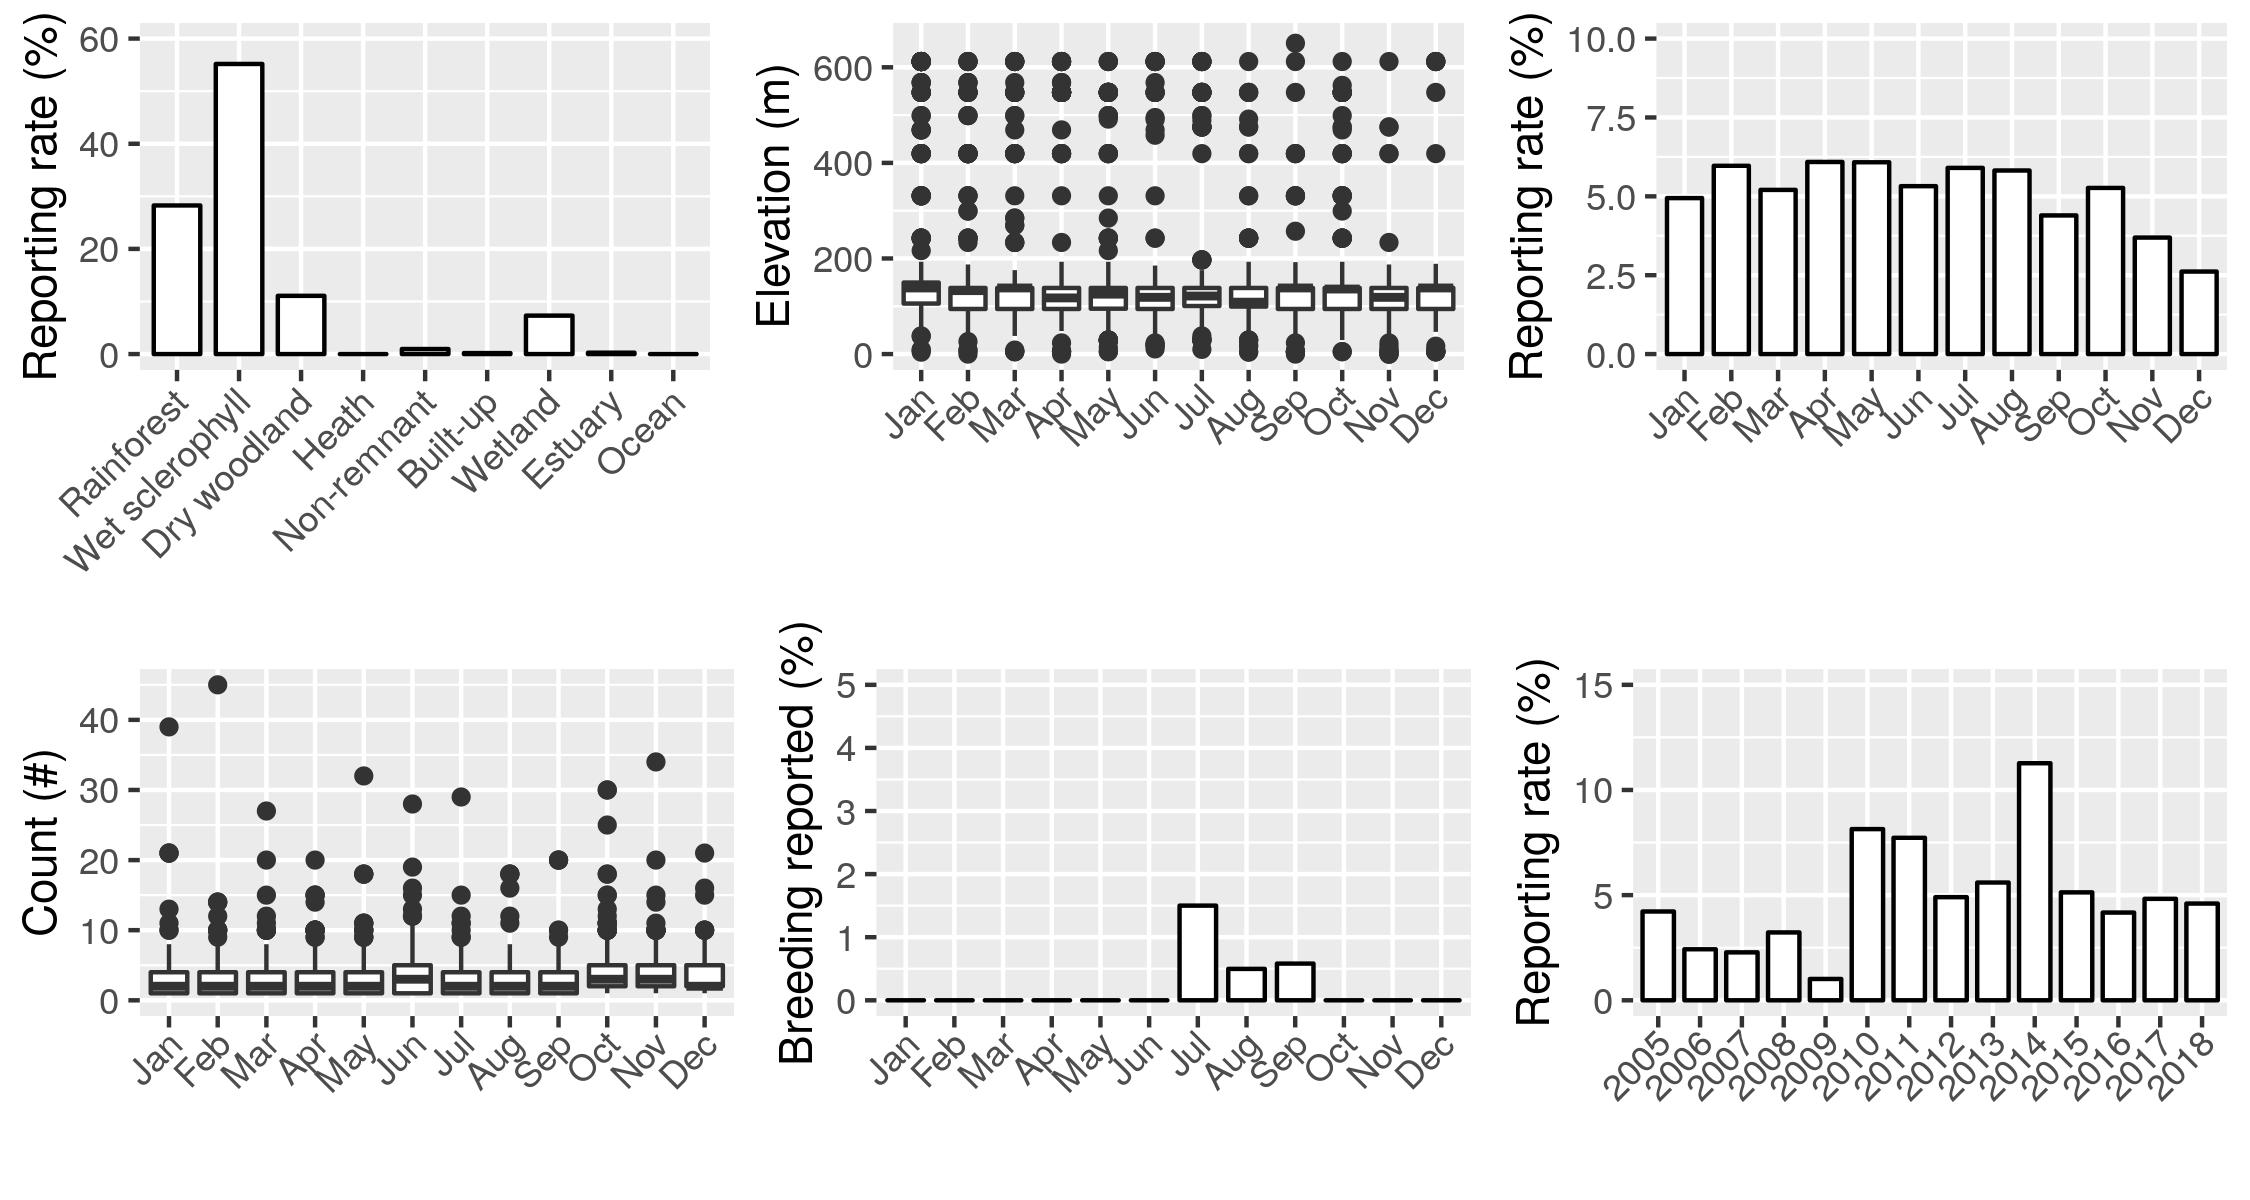 Reporting rate (%)
60
40
20
0
Rainforest
Wet sclerophyll
Dry woodland
Heath
Non-remnant
Built-up
Wetland
Estuary
Ocean
Elevation (m)
600
400
200
0
Jan
Feb
Mar
Apr
May
Jun
Jul
Aug
Sep
Oct
Nov
Dec
Reporting rate (%)
10.0
7.5
5.0
2.5
0.0
Jan
Feb
Mar
Apr
May
Jun
Jul
Aug
Sep
Oct
Nov
Dec
Count (#)
40
30
20
10
0
Jan
Feb
Mar
Apr
May
Jun
Jul
Aug
Sep
Oct
Nov
Dec
Breeding reported (%)
5
4
3
2
1
0
Jan
Feb
Mar
Apr
May
Jun
Jul
Aug
Sep
Oct
Nov
Dec
Reporting rate (%)
15
10
5
0
2005
2006
2007
2008
2009
2010
2011
2012
2013
2014
2015
2016
2017
2018